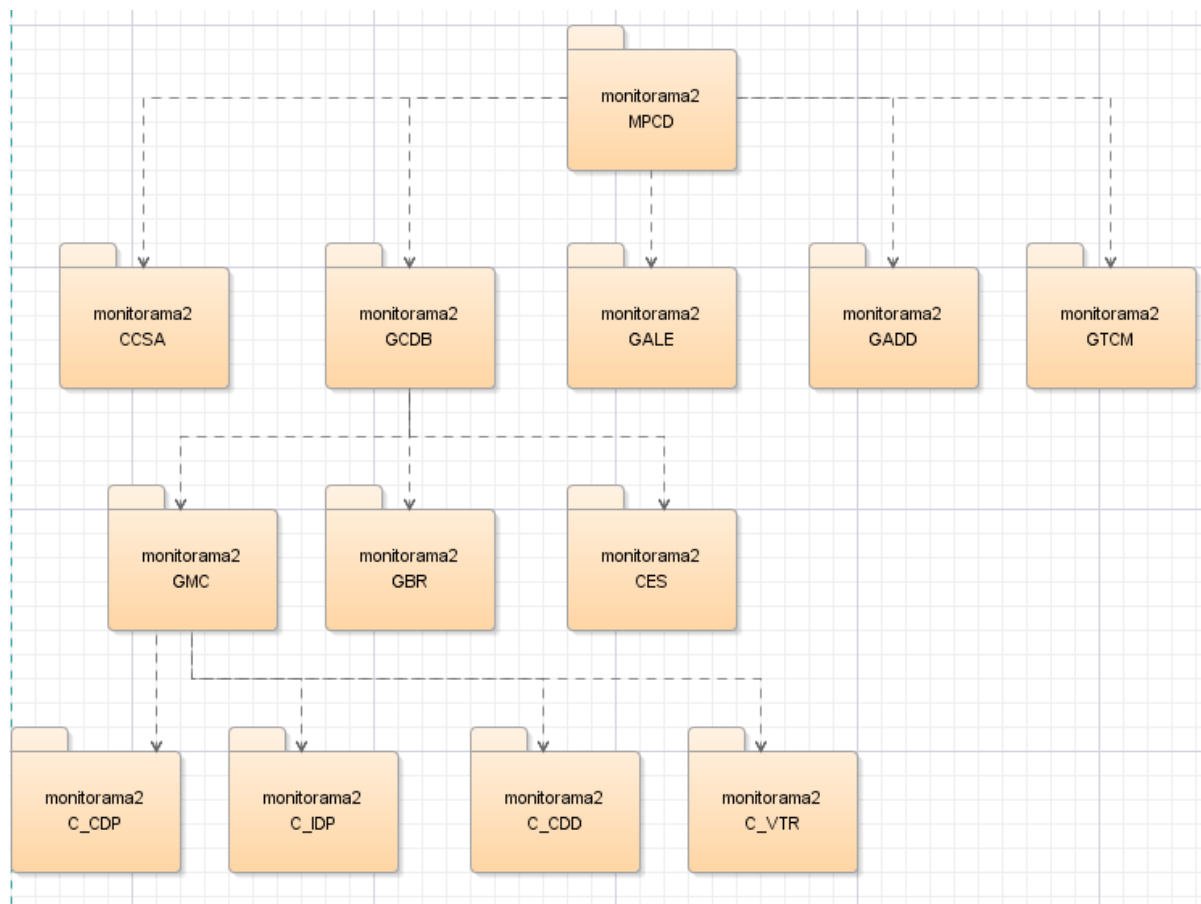 monitorama2
MPCD
monitorama2
CCSA
monitorama2
GCDB
monitorama2
GALE
monitorama2
GADD
monitorama2
GTCM
monitorama2
GMC
monitorama2
GBR
monitorama2
CES
monitorama2
C_CDP
monitorama2
C_IDP
monitorama2
C_CDD
monitorama2
C_VTR